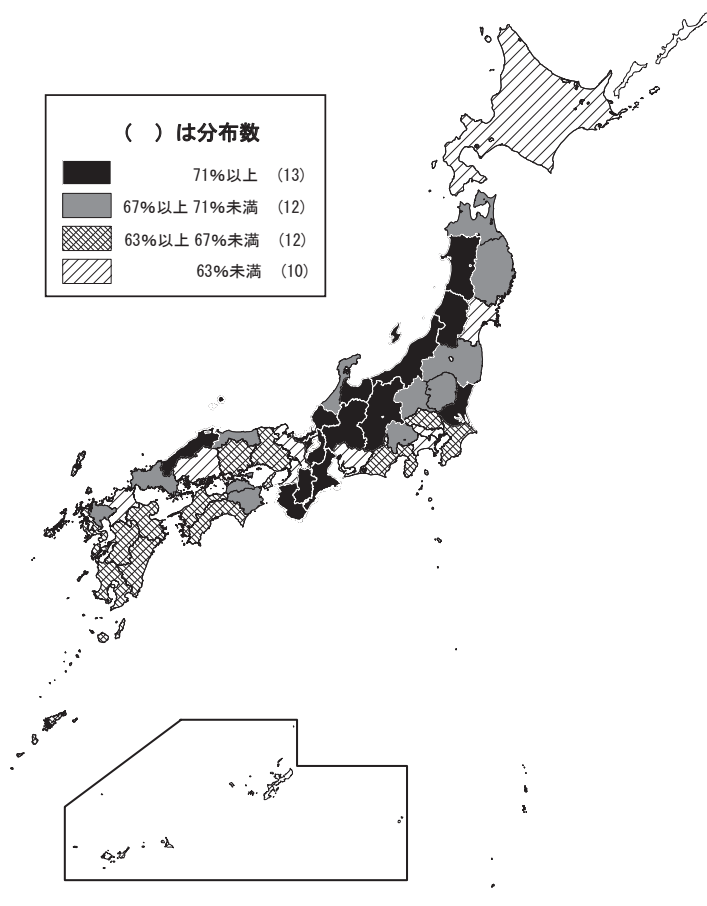 （　）は分布数
71%以上 （13）
67%以上 71%未満 （12）
63%以上 67%未満 （12）
63%未満 （10）